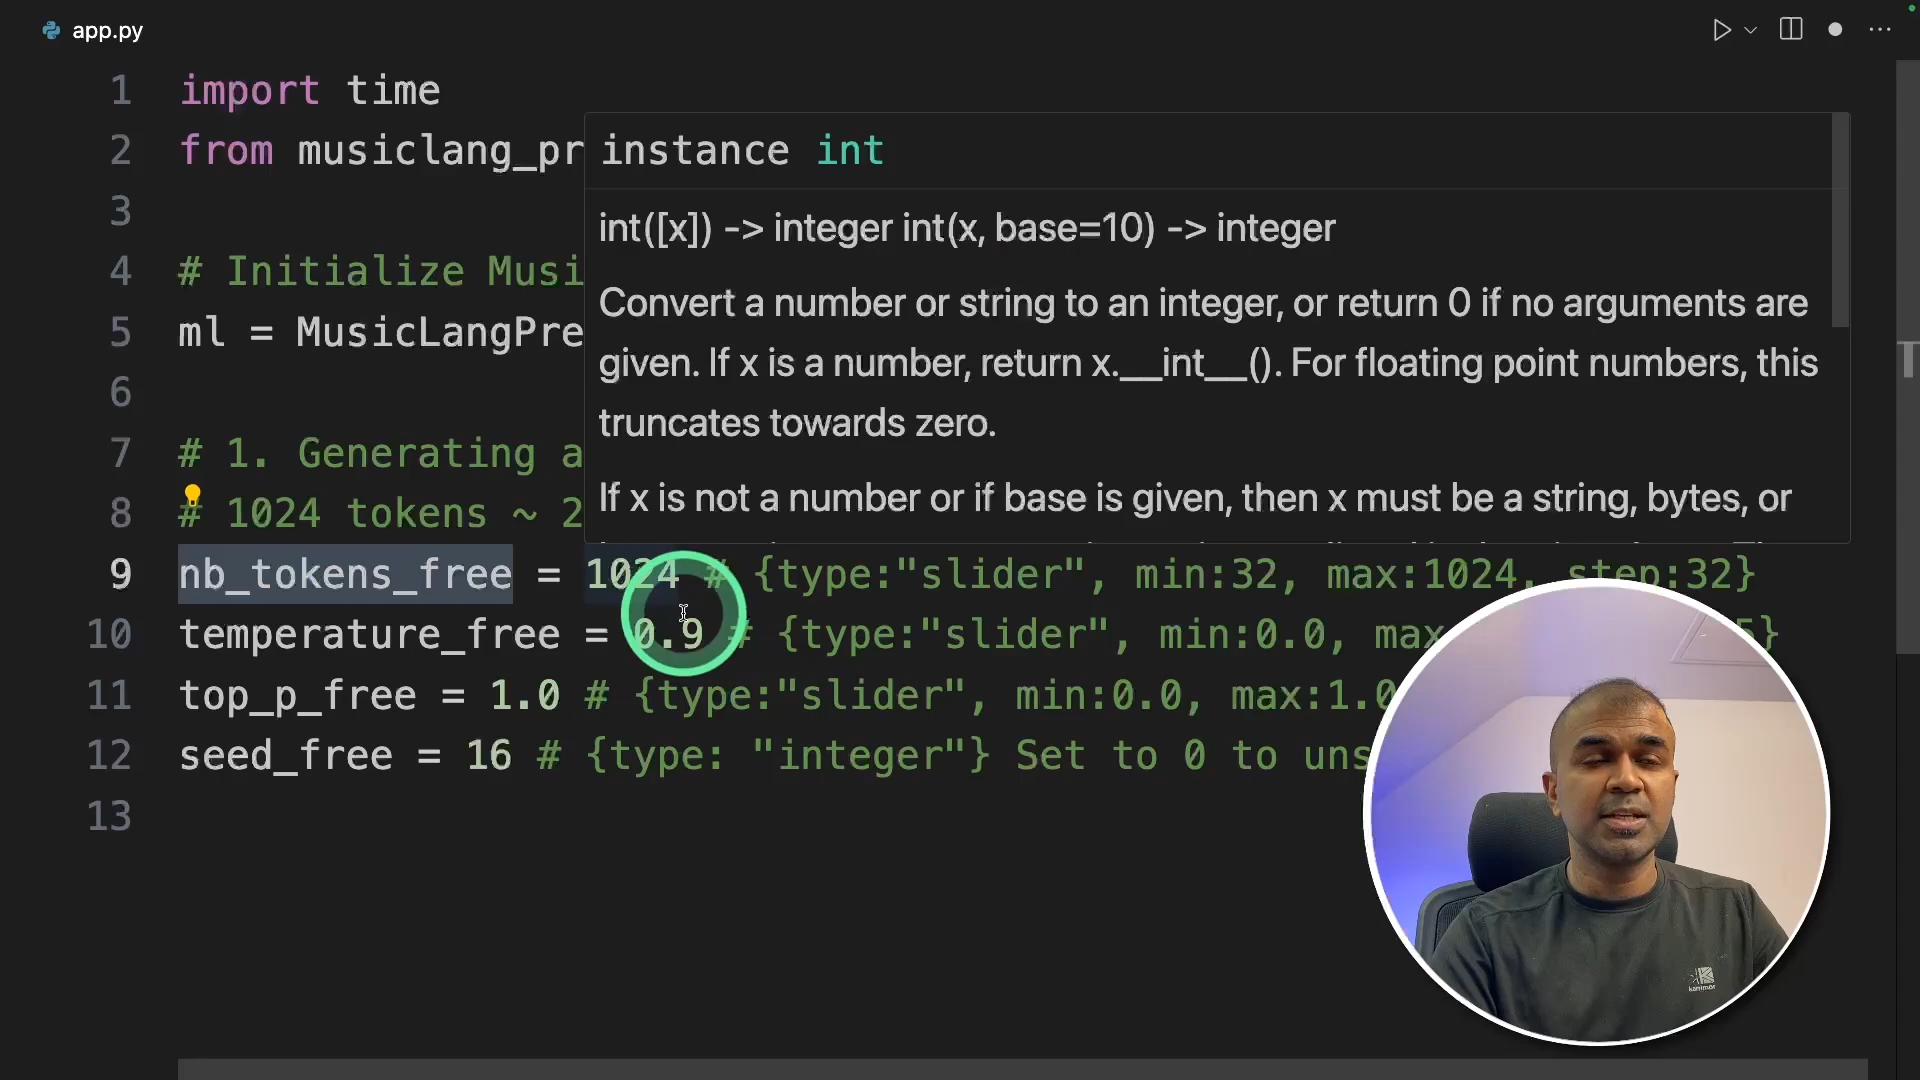 app.py
1 import time
2 from musiclang_pr
3
4 # Initialize Musi
5 ml = MusicLangPre
6
7 # 1. Generating a
8 # 1024 tokens ~ 2
instance int
int([x]) -> integer int(x, base=10) -> integer
Convert a number or string to an integer, or return 0 if no arguments are
given. If x is a number, return x.__int__(). For floating point numbers, this
truncates towards zero.
If x is not a number or if base is given, then x must be a string, bytes, or
9 nb_tokens_free = 1024 # {type:"slider", min:32, max:1024, step:32}
10 temperature_free = 0.9 # {type:"slider", min:0.0, max 5}
11 top_p_free = 1.0 # {type:"slider", min:0.0, max:1.0
12 seed_free = 16 # {type: "integer"} Set to 0 to uns
13